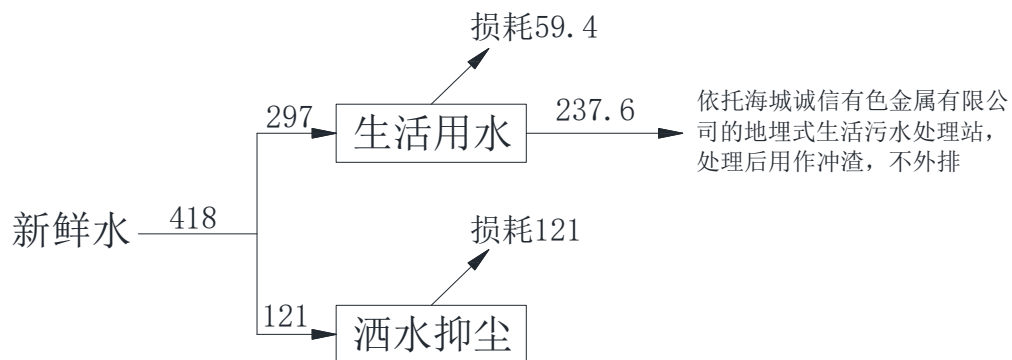 损耗59.4
297
生活用水
237.6
依托海城诚信有色金属有限公
司的地埋式生活污水处理站，
处理后用作冲渣，不外排
新鲜水
418
损耗121
121
洒水抑尘